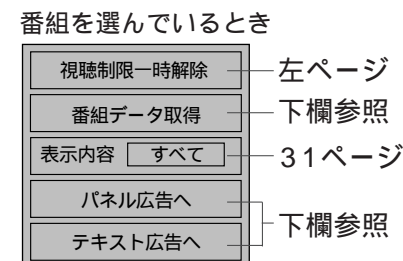 番組を選んでいるとき
視聴制限一時解除 左ページ
番組データ取得 下欄参照
表示内容 すべて 31ページ
パネル広告へ
下欄参照
テキスト広告へ